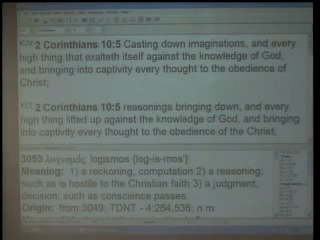 KJV 2 Corinthians 10:5 Casting down imaginations, and every
high thing that exalteth itself against the knowledge of God,
and bringing into captivity every thought to the obedience of
Christ;
YLT 2 Corinthians 10:5 reasonings bringing down, and every
high thing lifted up against the knowledge of God, and bringing
into captivity every thought to the obedience of the Christ,
3053 λογισμός logismos {log-is-mos'}
Meaning: 1) a reckoning, computation 2) a reasoning:
such as is hostile to the Christian faith 3) a judgment,
decision: such as conscience passes
Origin: from 3049; TDNT - 4:284,536; n m